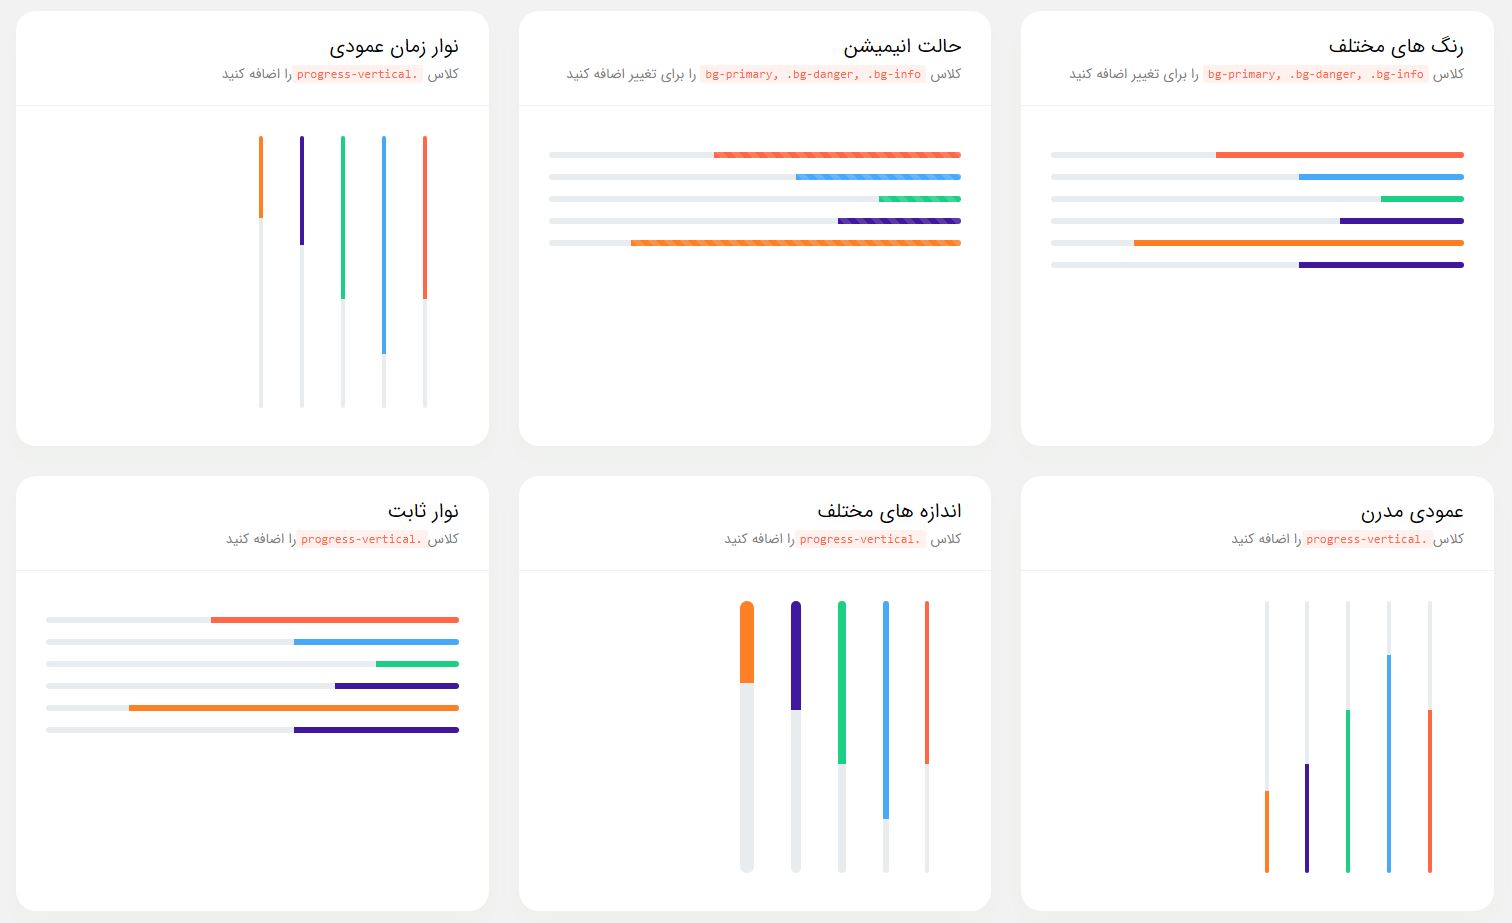 رنگ های مختلف
کلاس bg-primary, .bg-danger, .bg-info را برای تغییر اضافه کنید
حالت انیمیشن
کلاس bg-primary, .bg-danger, .bg-info را برای تغییر اضافه کنید
نوار زمان عمودی
کلاس progress-vertical. را اضافه کنید
عمودی مدرن
کلاس progress-vertical. را اضافه کنید
اندازه های مختلف
کلاس progress-vertical. را اضافه کنید
نوار ثابت
کلاس progress-vertical. را اضافه کنید